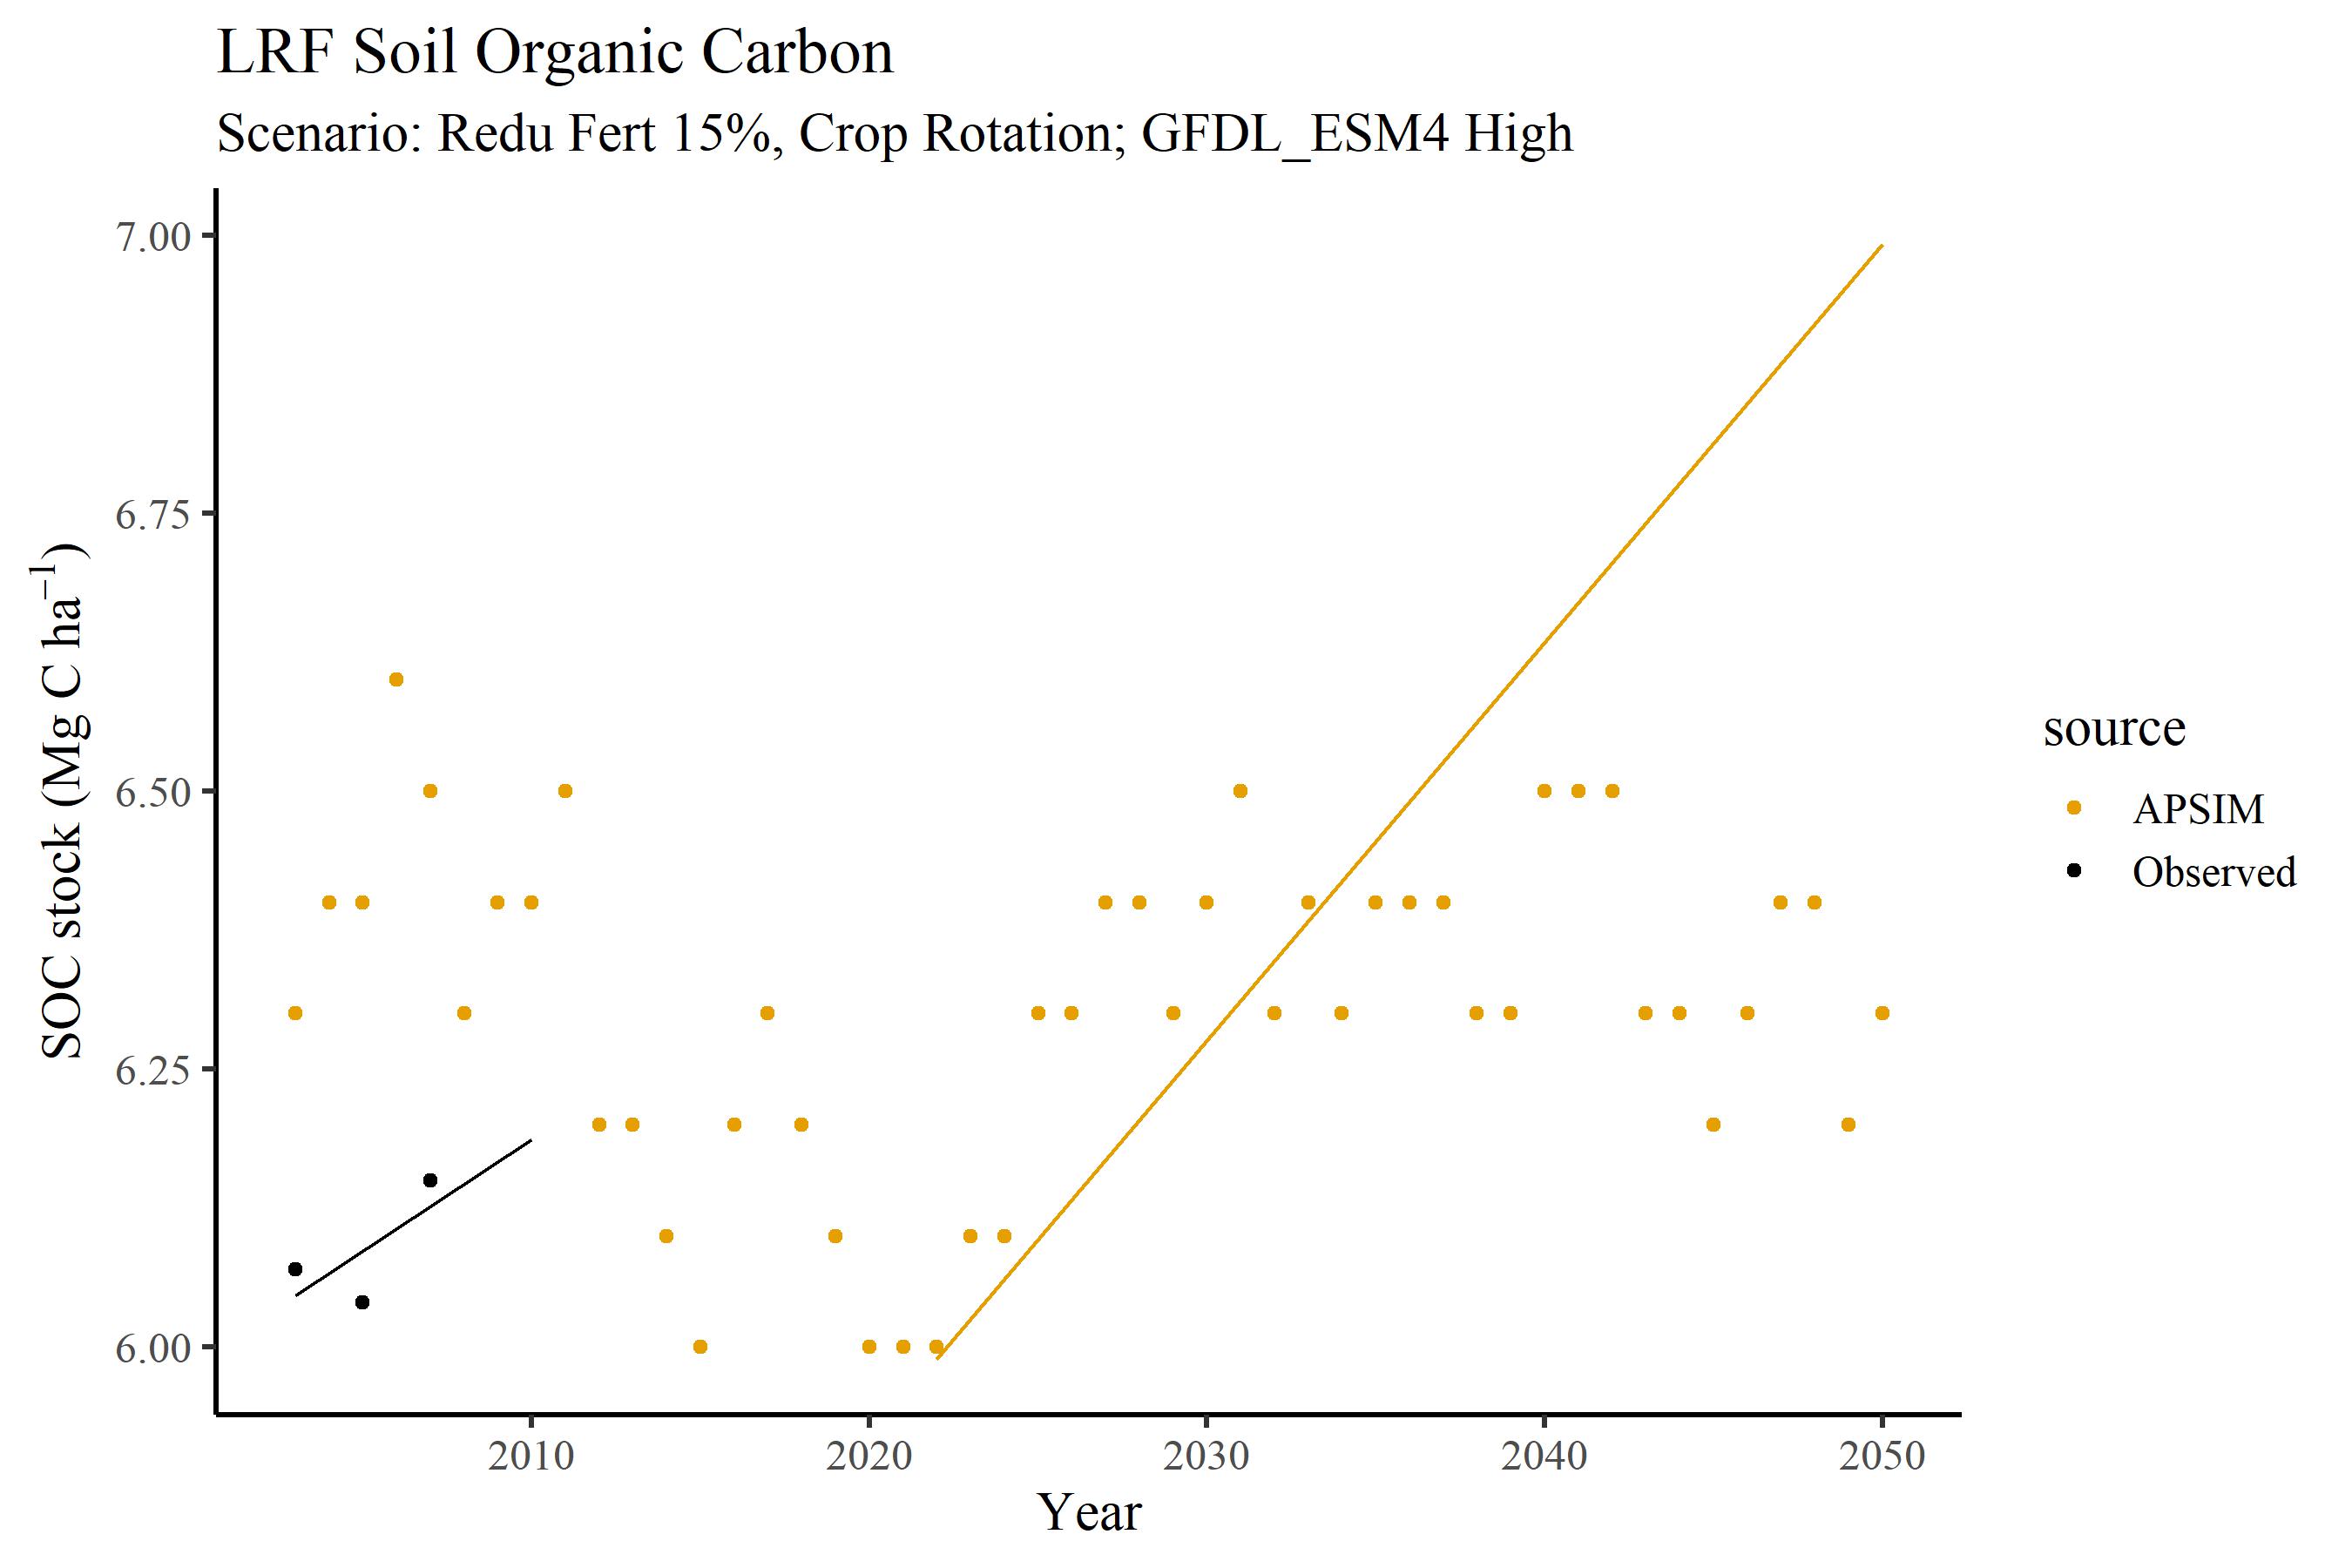 LRF Soil Organic Carbon
Scenario: Redu Fert 15%, Crop Rotation; GFDL_ESM4 High
SOC stock (Mg C ha⁻¹)
7.00
6.75
6.50
6.25
6.00
2010 2020 2030 2040 2050
Year
source
APSIM
Observed